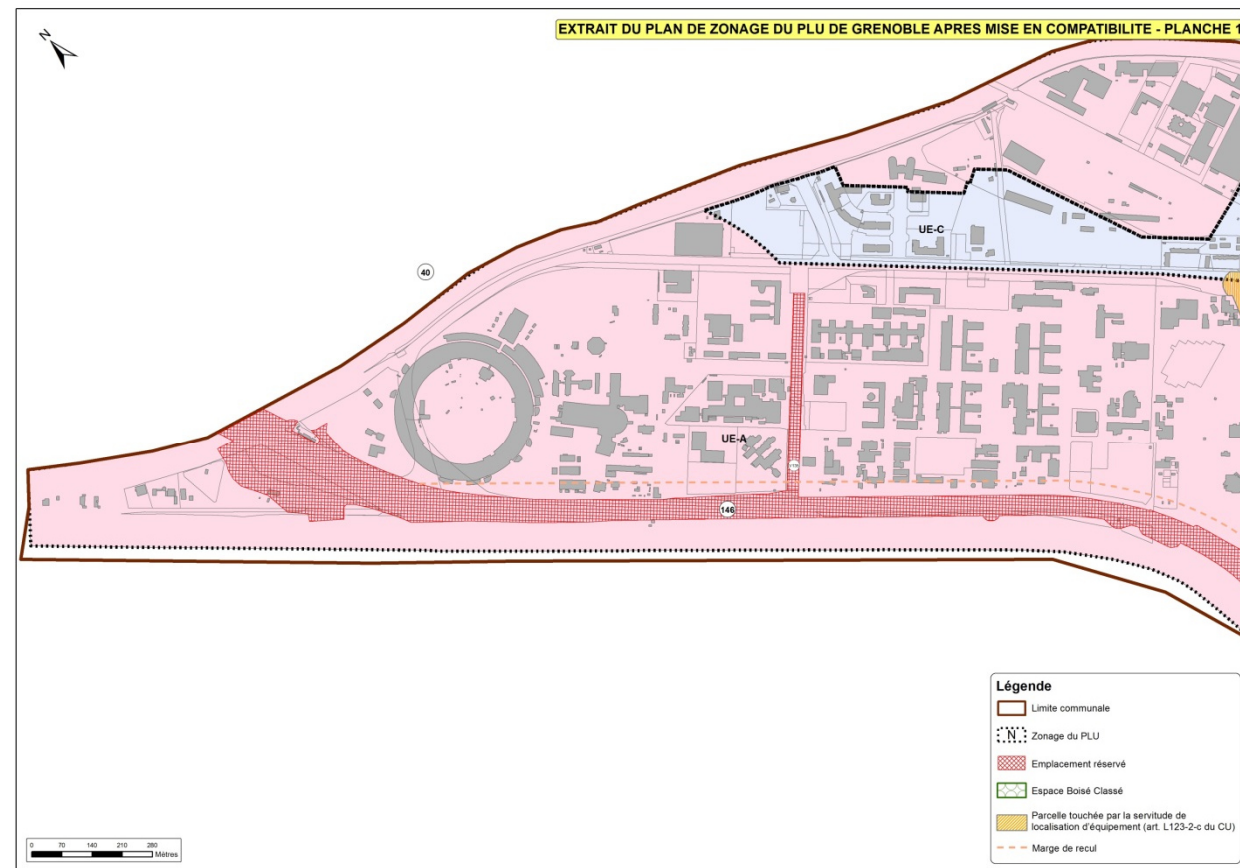 EXTRAIT DU PLAN DE ZONAGE DU PLU DE GRENOBLE APRES MISE EN COMPATIBILITE - PLANCHE 1
N
UE-C
40
UE-A
146
Légende
Limite communale
N Zonage du PLU
Emplacement réservé
Espace Boisé Classé
Parcelle touchée par la servitude de
localisation d'équipement (art. L123-2-c du CU)
Marge de recul
0 70 140 210 280
Mètres